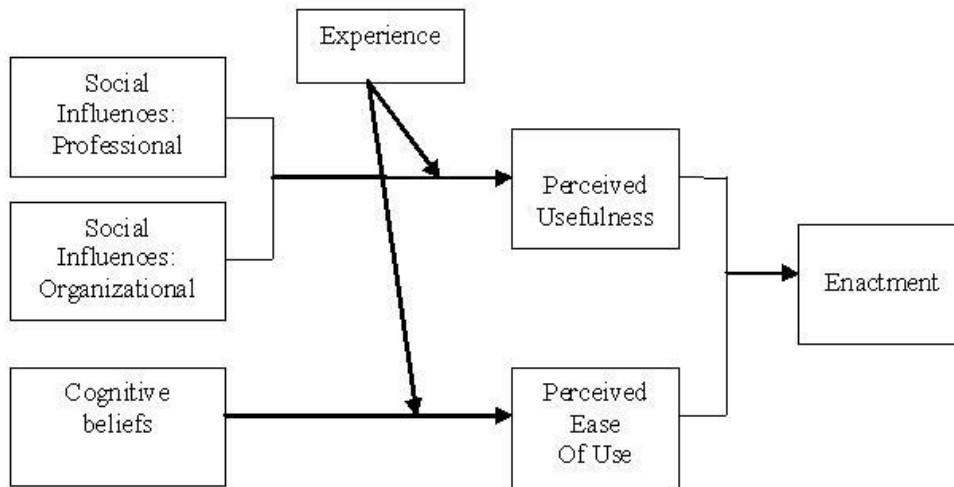 Experience
Social
Influences:
Professional
Social
Influences:
Organizational
Cognitive
beliefs
Perceived
Usefulness
Perceived
Ease
Of Use
Enactment